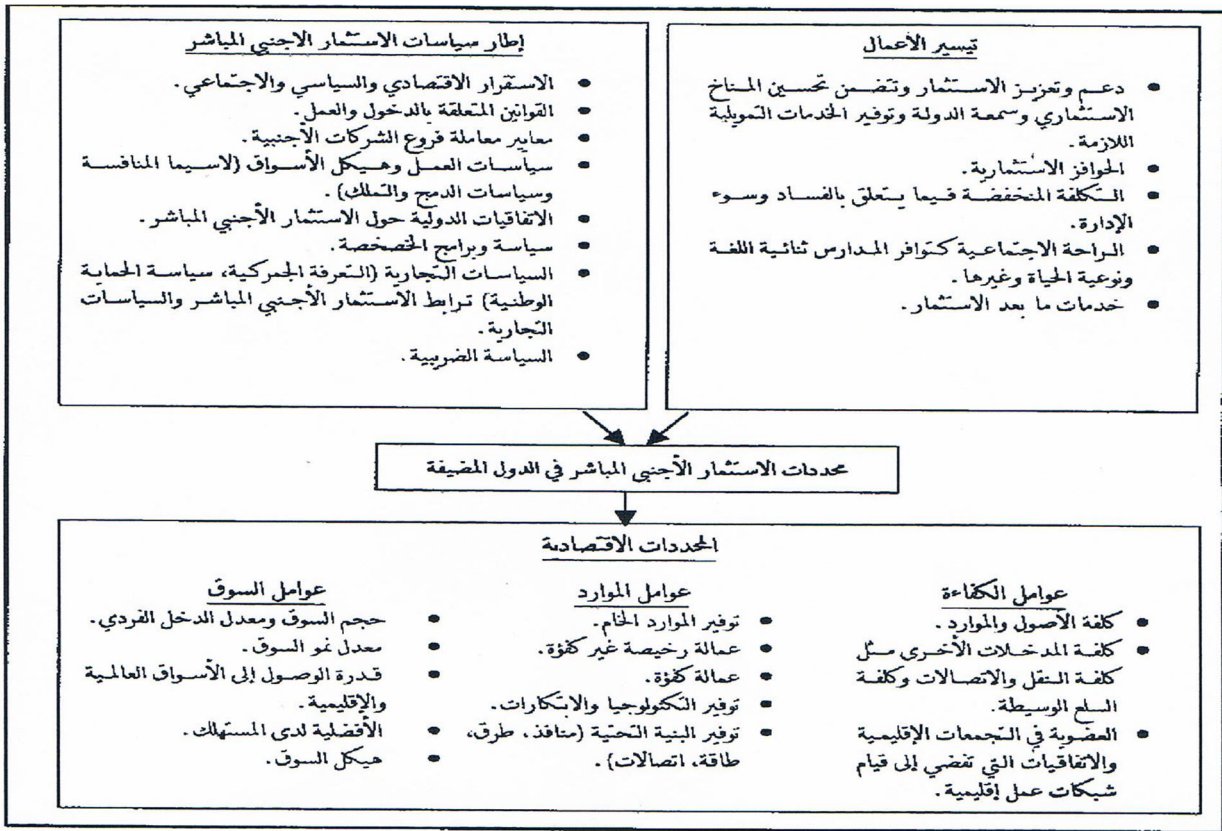 إطار سياسات الاستثمار الاجنبي المباشر
• الاستقرار الاقتصادي والسياسي والاجتماعي.
• القوانين المتعلقة بالدخول والعمل.
• معايير معاملة فروع الشركات الأجنبية.
• سياسات العمل وهيكل الأسواق (لاسيما المنافسة
وسياسات الدمج والتملك).
• الاتفاقيات الدولية حول الاستثمار الأجنبي المباشر.
• سياسة وبرامج الخصخصة.
• السياسات التجارية (التعرفة الجمركية، سياسة الحماية
الوطنية) ترابط الاستثمار الأجنبي المباشر والسياسات
التجارية.
• السياسة الضريبية.
تيسير الأعمال
• دعم وتعزيز الاستثمار وتتضمن تحسين المناخ
الاستثماري وسمعة الدولة وتوفير الخدمات التمويلية
اللازمة.
• الحوافز الاستثمارية.
• التكلفة المنخفضة فيما يتعلق بالفساد وسوء
الإدارة.
• الراحة الاجتماعية كتوافر المدارس ثنائية اللغة
ونوعية الحياة وغيرها.
• خدمات ما بعد الاستثمار.
محددات الاستثمار الأجنبي المباشر في الدول المضيفة
المحددات الاقتصادية
عوامل السوق
• حجم السوق ومعدل الدخل الفردي.
• معدل نمو السوق.
• قدرة الوصول إلى الأسواق العالمية
والإقليمية.
• الأفضلية لدى المستهلك.
• هيكل السوق.
عوامل الموارد
• توفير الموارد الخام.
• عمالة رخيصة غير كفؤة.
• عمالة كفؤة.
• توفير التكنولوجيا والابتكارات.
• توفير البنية التحتية (منافذ، طرق،
طاقة، اتصالات).
عوامل الكفاءة
• كلفة الأصول والموارد.
• كلفة المدخلات الأخرى مثل
كلفة النقل والاتصالات وكلفة
السلع الوسيطة.
• العضوية في التجمعات الإقليمية
والاتفاقيات التي تفضي إلى قيام
شبكات عمل إقليمية.